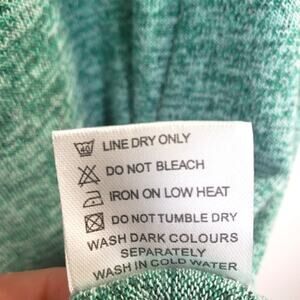 40 LINE DRY ONLY
DO NOT BLEACH
IRON ON LOW HEAT
DO NOT TUMBLE DRY
WASH DARK COLOURS
SEPARATELY
WASH IN COLD WATER